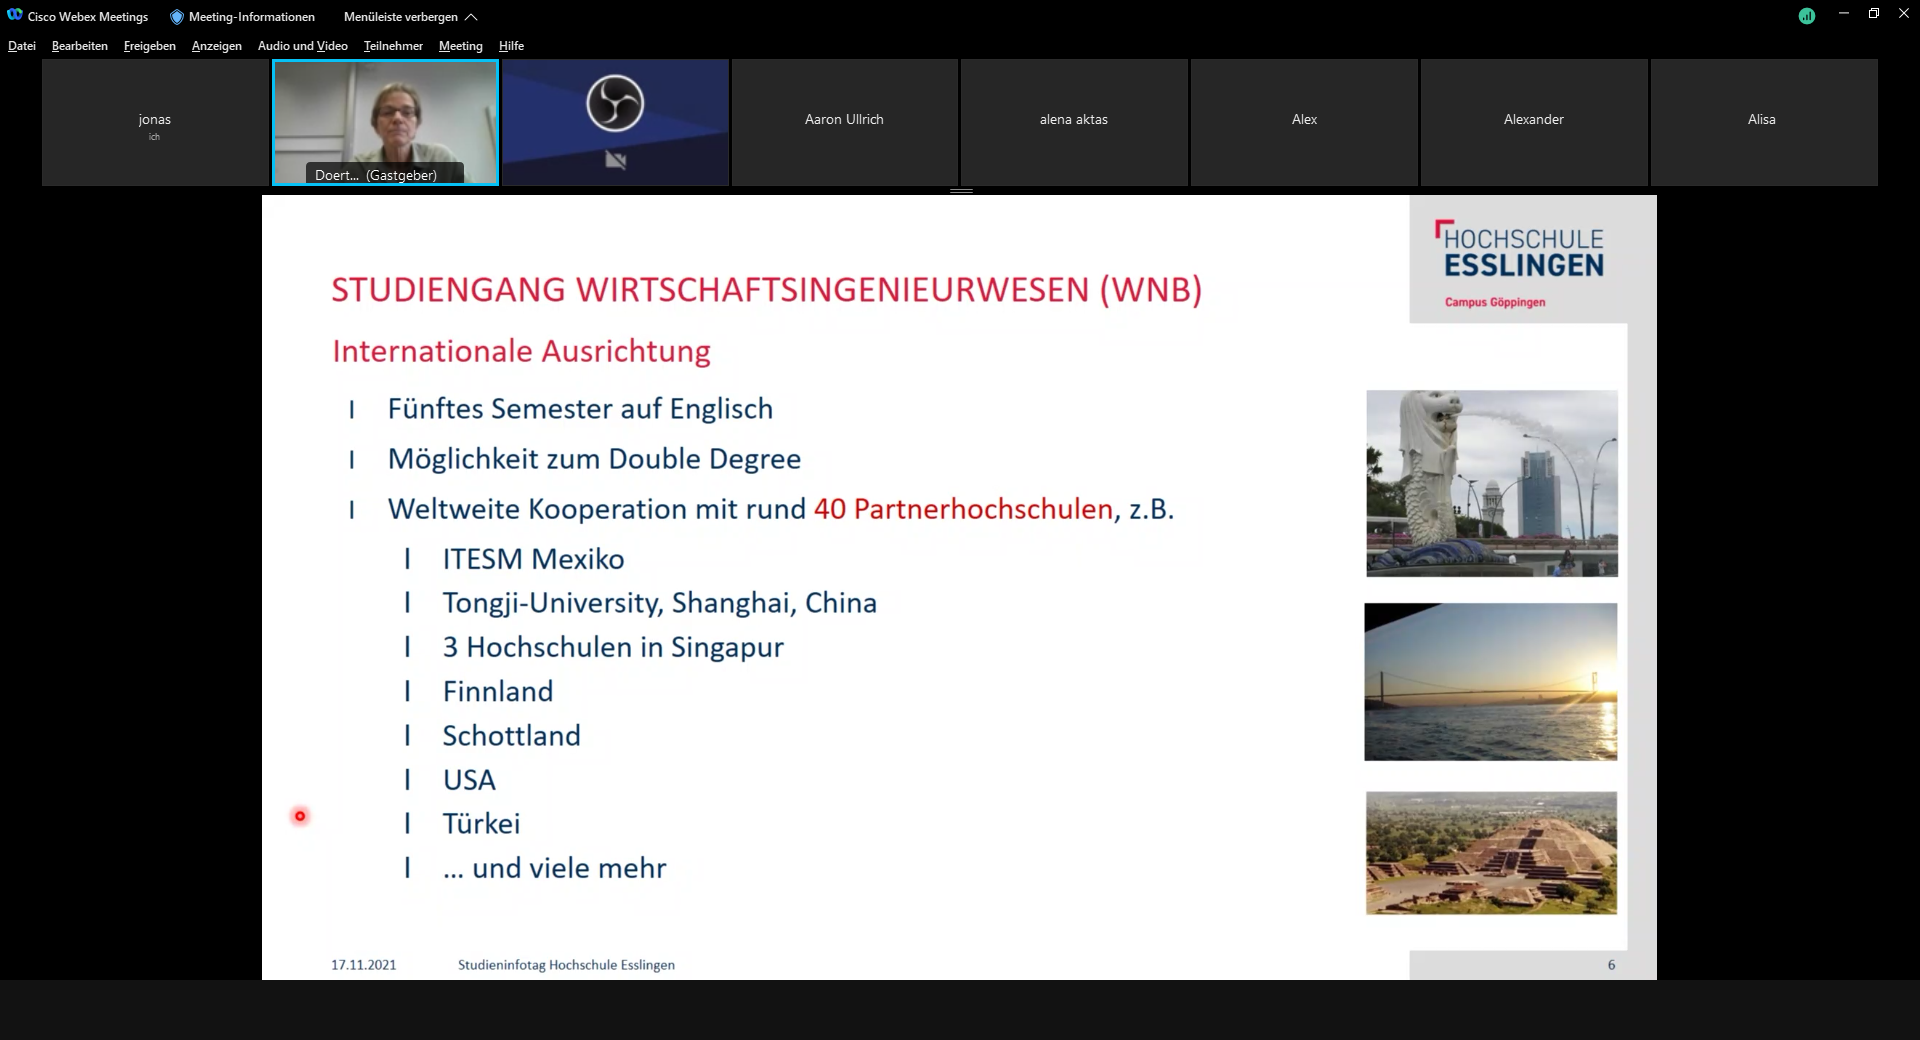 Cisco Webex Meetings
Meeting-Informationen
Menüleiste verbergen
Datei Bearbeiten Freigeben Anzeigen Audio und Video Teilnehmer Meeting Hilfe
jonas
ich
Doert... (Gastgeber)
Aaron Ullrich
alena aktas
Alex
Alexander
Alisa
HOCHSCHULE
ESSLINGEN
Campus Göppingen
STUDIENGANG WIRTSCHAFTSINGENIEURWESEN (WNB)
Internationale Ausrichtung
l Fünftes Semester auf Englisch
l Möglichkeit zum Double Degree
l Weltweite Kooperation mit rund 40 Partnerhochschulen, z.B.
l ITESM Mexiko
l Tongji-University, Shanghai, China
l 3 Hochschulen in Singapur
l Finnland
l Schottland
l USA
l Türkei
l ... und viele mehr
17.11.2021 Studieninfotag Hochschule Esslingen 6